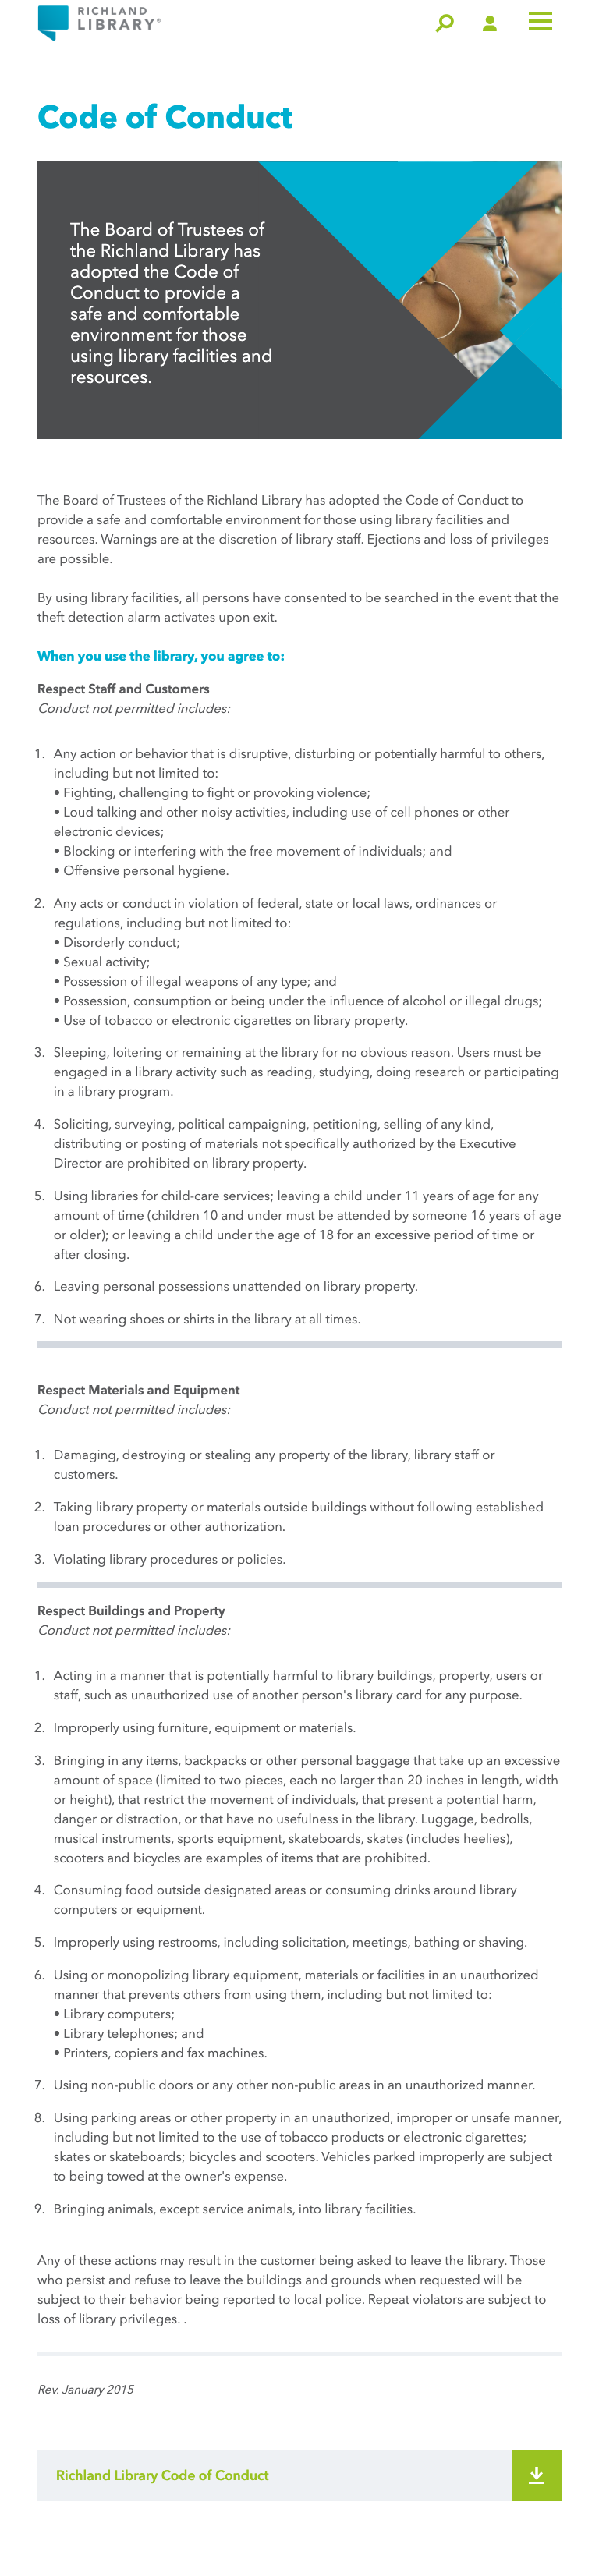 RICHLAND
LIBRARY®
Code of Conduct
The Board of Trustees of
the Richland Library has
adopted the Code of
Conduct to provide a
safe and comfortable
environment for those
using library facilities and
resources.
The Board of Trustees of the Richland Library has adopted the Code of Conduct to
provide a safe and comfortable environment for those using library facilities and
resources. Warnings are at the discretion of library staff. Ejections and loss of privileges
are possible.
By using library facilities, all persons have consented to be searched in the event that the
theft detection alarm activates upon exit.
When you use the library, you agree to:
Respect Staff and Customers
Conduct not permitted includes:
1. Any action or behavior that is disruptive, disturbing or potentially harmful to others,
including but not limited to:
• Fighting, challenging to fight or provoking violence;
• Loud talking and other noisy activities, including use of cell phones or other
electronic devices;
• Blocking or interfering with the free movement of individuals; and
• Offensive personal hygiene.
2. Any acts or conduct in violation of federal, state or local laws, ordinances or
regulations, including but not limited to:
• Disorderly conduct;
• Sexual activity;
• Possession of illegal weapons of any type; and
• Possession, consumption or being under the influence of alcohol or illegal drugs;
• Use of tobacco or electronic cigarettes on library property.
3. Sleeping, loitering or remaining at the library for no obvious reason. Users must be
engaged in a library activity such as reading, studying, doing research or participating
in a library program.
4. Soliciting, surveying, political campaigning, petitioning, selling of any kind,
distributing or posting of materials not specifically authorized by the Executive
Director are prohibited on library property.
5. Using libraries for child-care services; leaving a child under 11 years of age for any
amount of time (children 10 and under must be attended by someone 16 years of age
or older); or leaving a child under the age of 18 for an excessive period of time or
after closing.
6. Leaving personal possessions unattended on library property.
7. Not wearing shoes or shirts in the library at all times.
Respect Materials and Equipment
Conduct not permitted includes:
1. Damaging, destroying or stealing any property of the library, library staff or
customers.
2. Taking library property or materials outside buildings without following established
loan procedures or other authorization.
3. Violating library procedures or policies.
Respect Buildings and Property
Conduct not permitted includes:
1. Acting in a manner that is potentially harmful to library buildings, property, users or
staff, such as unauthorized use of another person's library card for any purpose.
2. Improperly using furniture, equipment or materials.
3. Bringing in any items, backpacks or other personal baggage that take up an excessive
amount of space (limited to two pieces, each no larger than 20 inches in length, width
or height), that restrict the movement of individuals, that present a potential harm,
danger or distraction, or that have no usefulness in the library. Luggage, bedrolls,
musical instruments, sports equipment, skateboards, skates (includes heelies),
scooters and bicycles are examples of items that are prohibited.
4. Consuming food outside designated areas or consuming drinks around library
computers or equipment.
5. Improperly using restrooms, including solicitation, meetings, bathing or shaving.
6. Using or monopolizing library equipment, materials or facilities in an unauthorized
manner that prevents others from using them, including but not limited to:
• Library computers;
• Library telephones; and
• Printers, copiers and fax machines.
7. Using non-public doors or any other non-public areas in an unauthorized manner.
8. Using parking areas or other property in an unauthorized, improper or unsafe manner,
including but not limited to the use of tobacco products or electronic cigarettes;
skates or skateboards; bicycles and scooters. Vehicles parked improperly are subject
to being towed at the owner's expense.
9. Bringing animals, except service animals, into library facilities.
Any of these actions may result in the customer being asked to leave the library. Those
who persist and refuse to leave the buildings and grounds when requested will be
subject to their behavior being reported to local police. Repeat violators are subject to
loss of library privileges. .
Rev. January 2015
Richland Library Code of Conduct